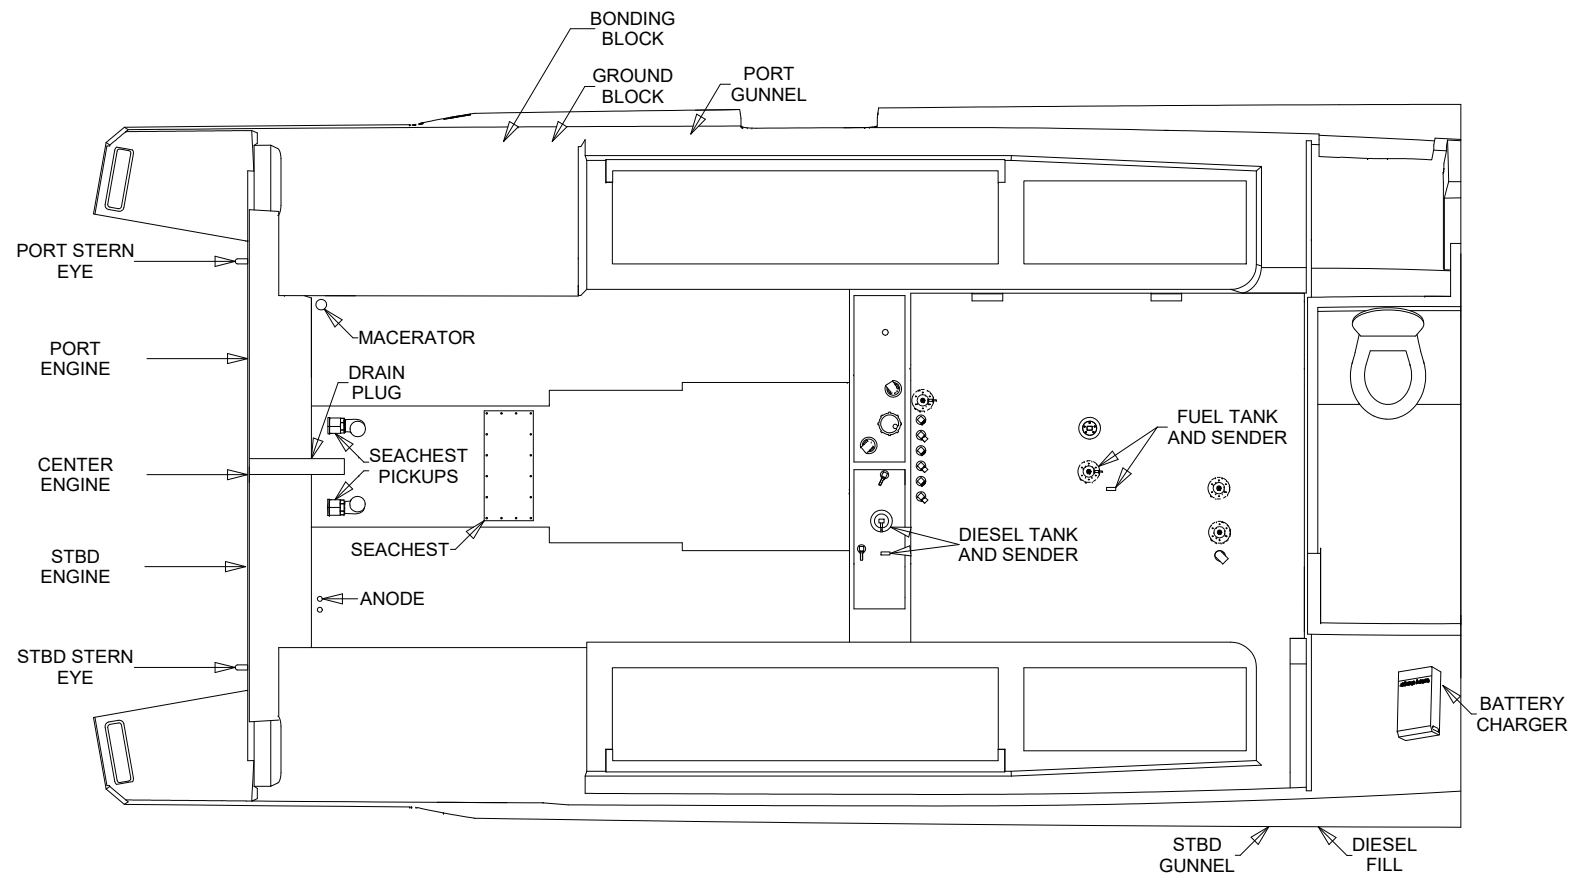 BONDING
BLOCK
GROUND
BLOCK
PORT
GUNNEL
PORT STERN
EYE
MACERATOR
PORT
ENGINE
DRAIN
PLUG
FUEL TANK
AND SENDER
SEACHEST
PICKUPS
CENTER
ENGINE
SEACHEST
DIESEL TANK
AND SENDER
STBD
ENGINE
ANODE
STBD STERN
EYE
BATTERY
CHARGER
STBD
GUNNEL
DIESEL
FILL